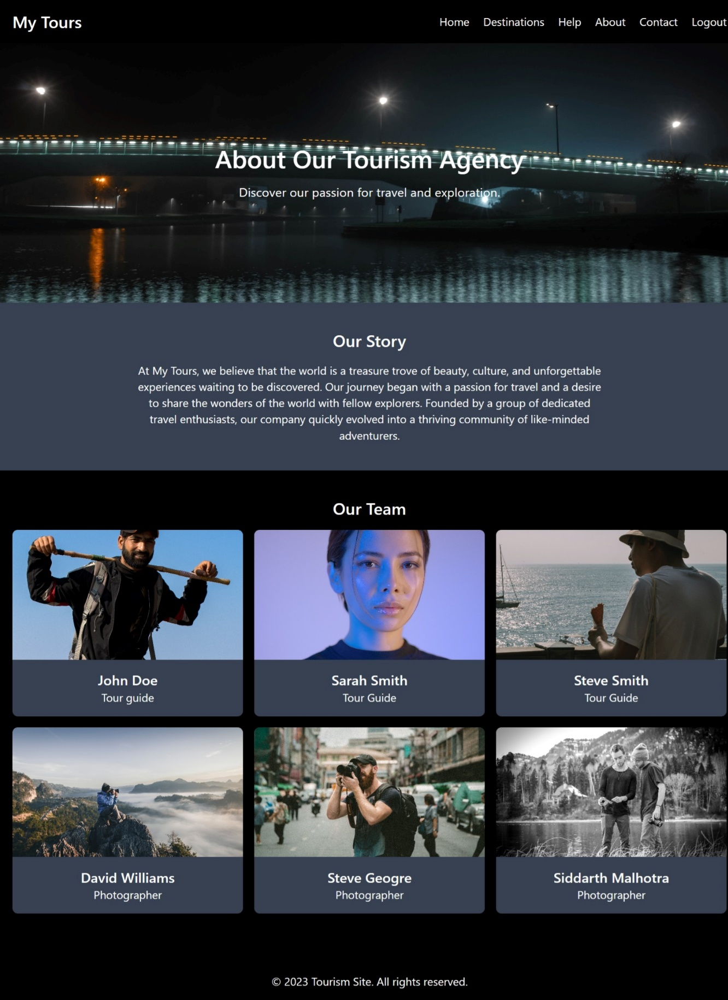 My Tours
Home Destinations Help About Contact Logout
About Our Tourism Agency
Discover our passion for travel and exploration.
Our Story
At My Tours, we believe that the world is a treasure trove of beauty, culture, and unforgettable
experiences waiting to be discovered. Our journey began with a passion for travel and a desire
to share the wonders of the world with fellow explorers. Founded by a group of dedicated
travel enthusiasts, our company quickly evolved into a thriving community of like-minded
adventurers.
Our Team
John Doe
Tour guide
Sarah Smith
Tour Guide
Steve Smith
Tour Guide
David Williams
Photographer
Steve Geogre
Photographer
Siddarth Malhotra
Photographer
© 2023 Tourism Site. All rights reserved.